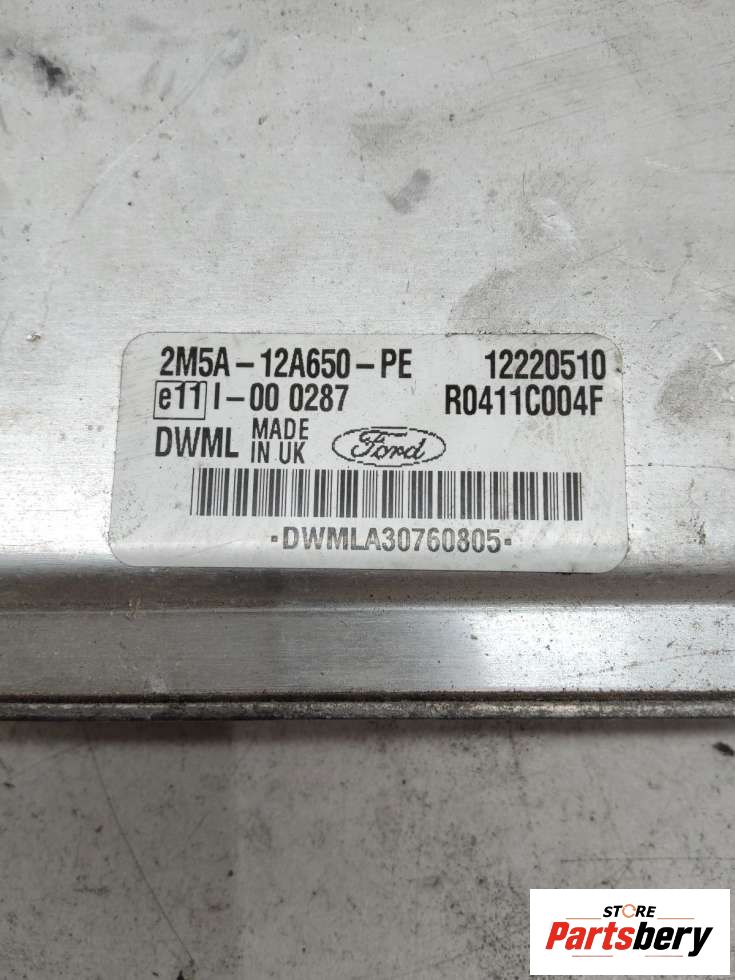 2M5A-12A650-PE 12220510
e11 I-00 0287 R0411C004F
DWML MADE IN UK Ford
·DWMLA30760805·
STORE
Partsbery